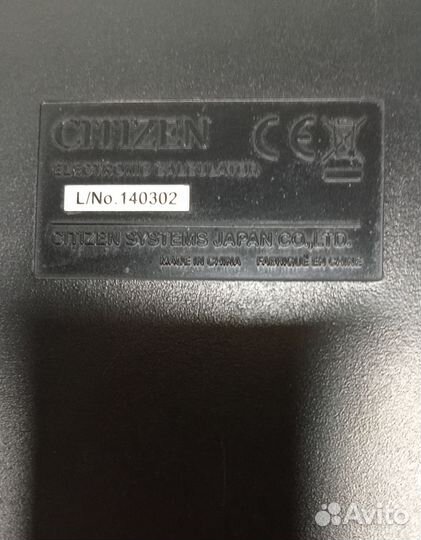 CITIZEN CE
ELECTRONIC CALCULATOR
L/No.140302
CITIZEN SYSTEMS JAPAN CO.,LTD.
MADE IN CHINA FABRIQUÉ EN CHINE
Avito